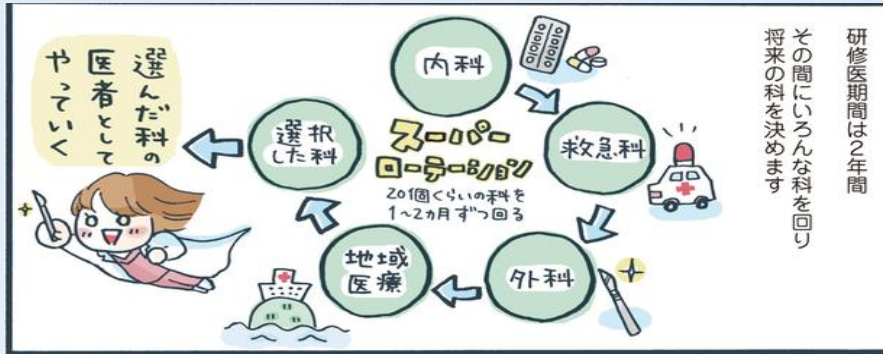 研修医期間は2年間
その間にいろんな科を回り
将来の科を決めます
内科
救急科
スーパー
ローテーション
20個くらいの科を
1〜2カ月ずつ回る
外科
地域
医療
選択
した科
選んだ科の
医者として
やっていく